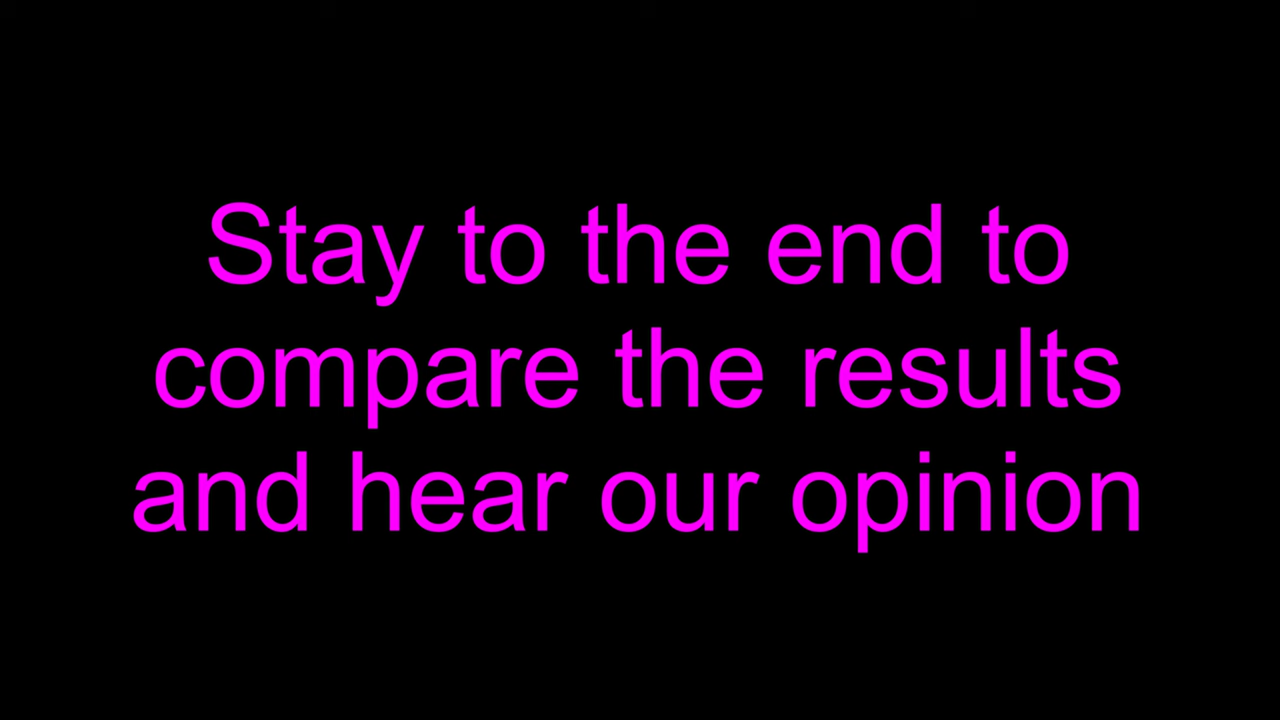 Stay to the end to
compare the results
and hear our opinion